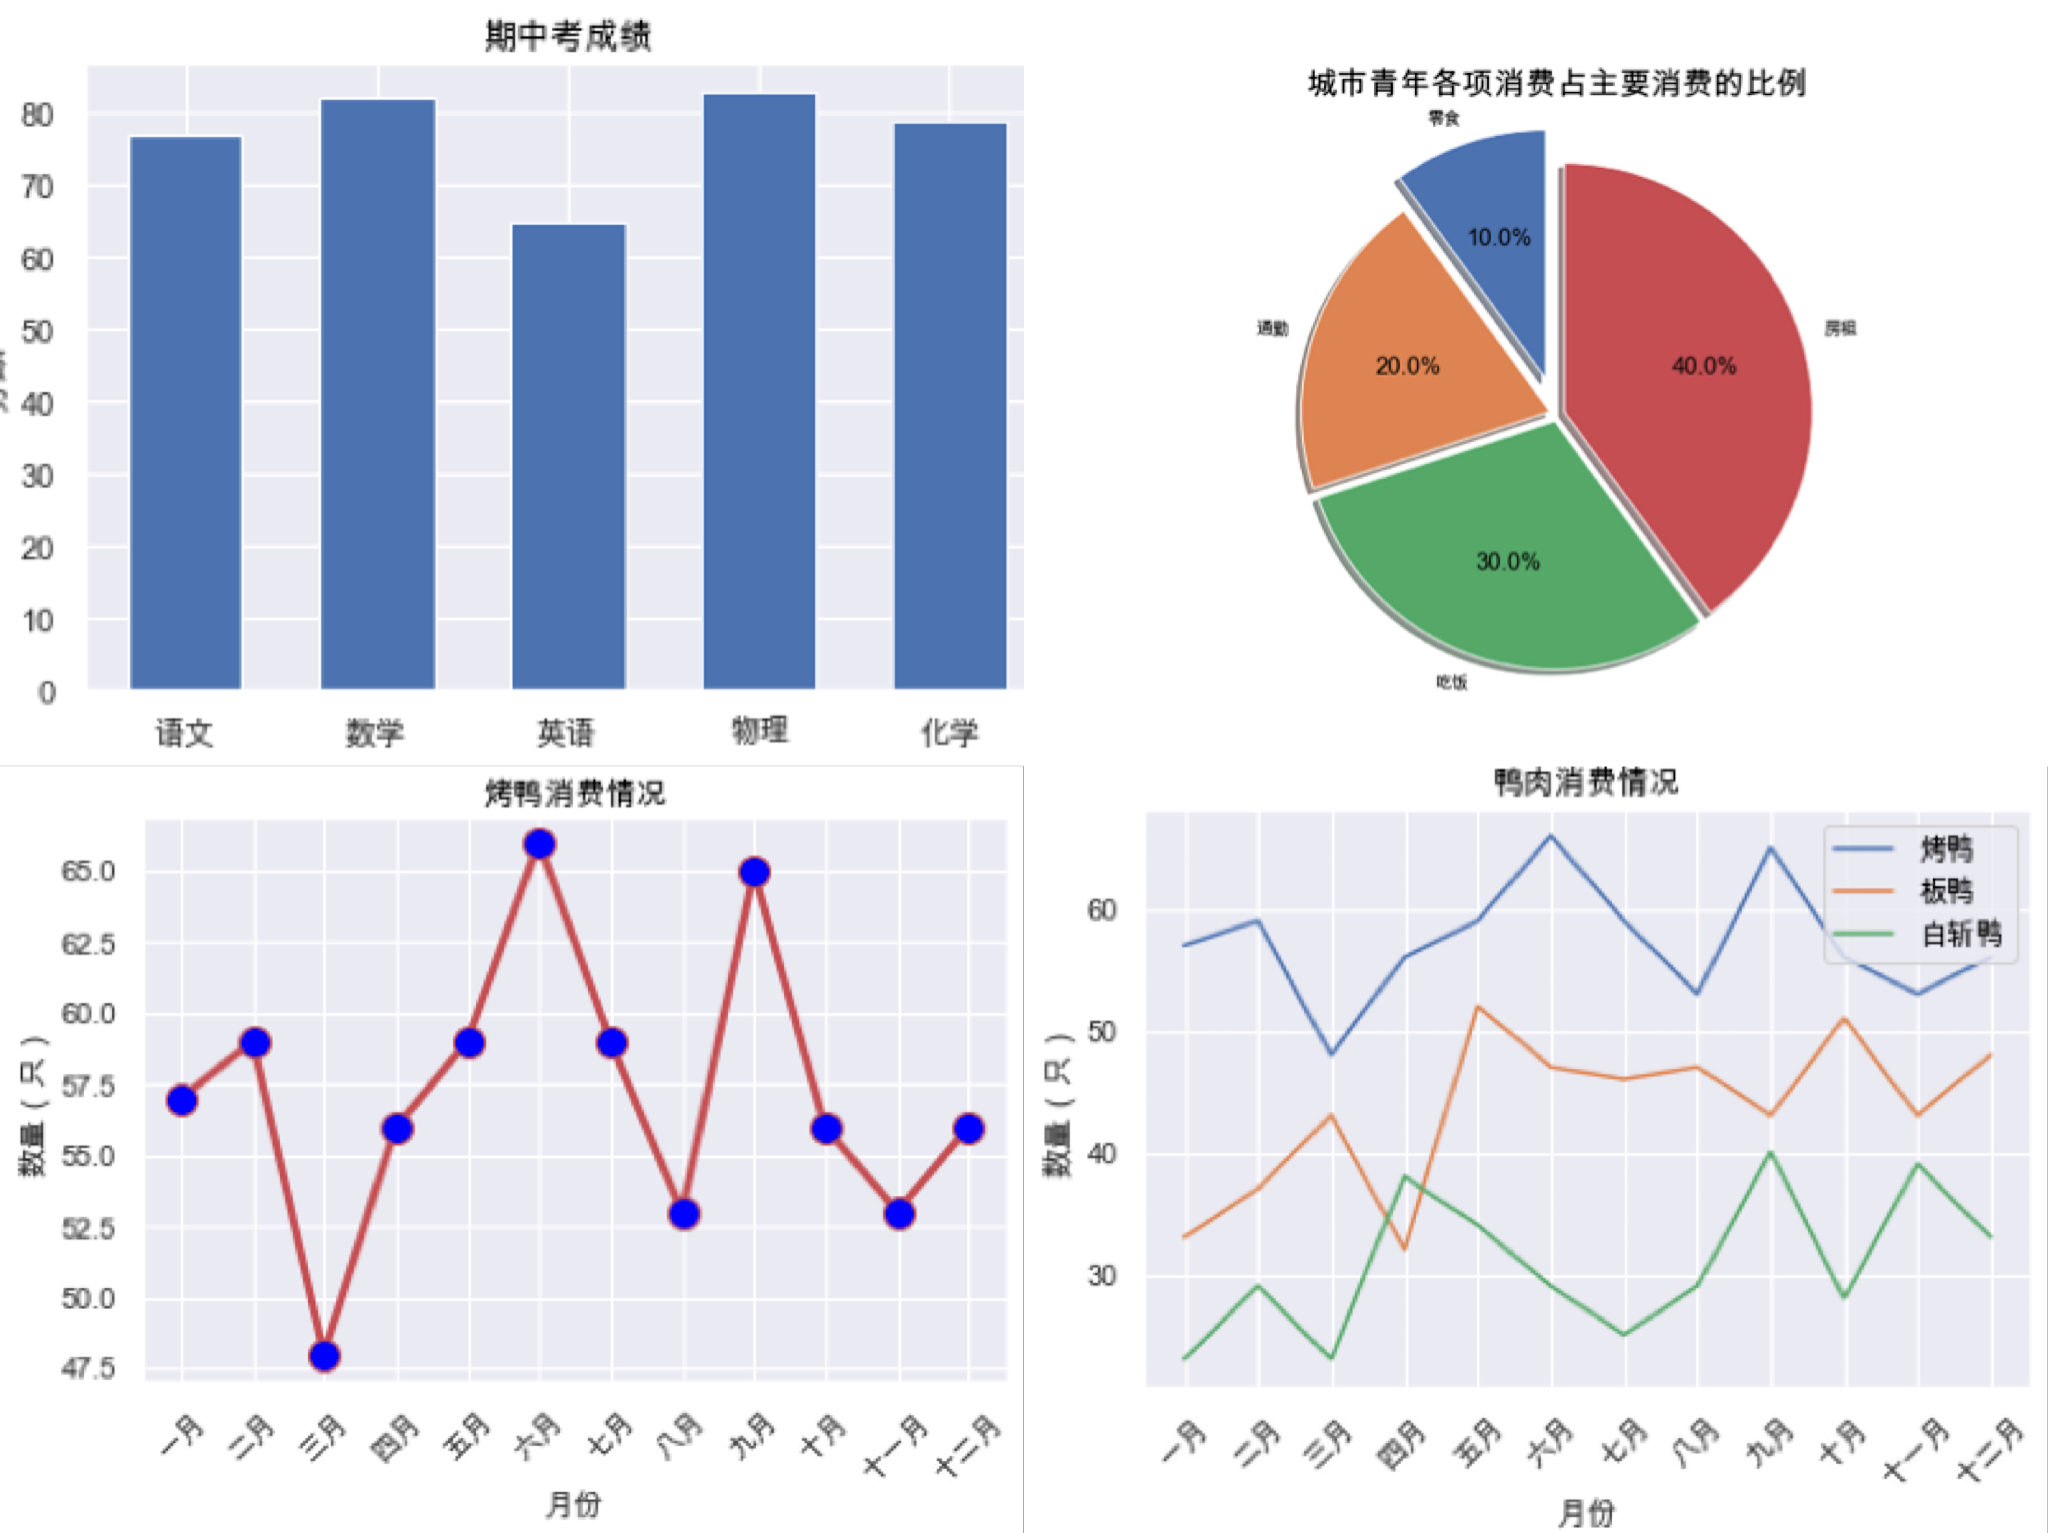 期中考成绩
80
70
60
50
40
30
20
10
0
语文
数学
英语
物理
化学
城市青年各项消费占主要消费的比例
零食
10.0%
通勤
20.0%
房租
40.0%
30.0%
吃饭
烤鸭消费情况
数量(只)
65.0
62.5
60.0
57.5
55.0
52.5
50.0
47.5
一月
二月
三月
四月
五月
六月
七月
八月
九月
十月
十一月
十二月
月份
鸭肉消费情况
烤鸭
板鸭
白斩鸭
数量(只)
60
50
40
30
一月
二月
三月
四月
五月
六月
七月
八月
九月
十月
十一月
十二月
月份